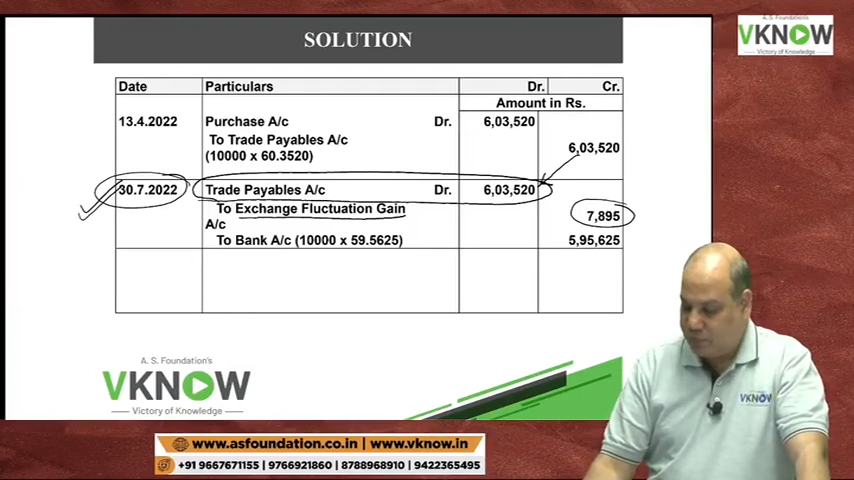 SOLUTION
A. S. Foundation's
VKNOW
Victory of Knowledge
Date Particulars Dr. Cr.
Amount in Rs.
13.4.2022 Purchase A/c Dr. 6,03,520
To Trade Payables A/c 6,03,520
(10000 x 60.3520)
30.7.2022 Trade Payables A/c Dr. 6,03,520
To Exchange Fluctuation Gain 7,895
A/c
To Bank A/c (10000 x 59.5625) 5,95,625
A. S. Foundation's
VKNOW
Victory of Knowledge
VKNOW
www.asfoundation.co.in | www.vknow.in
+91 9667671155 | 9766921860 | 8788968910 | 9422365495